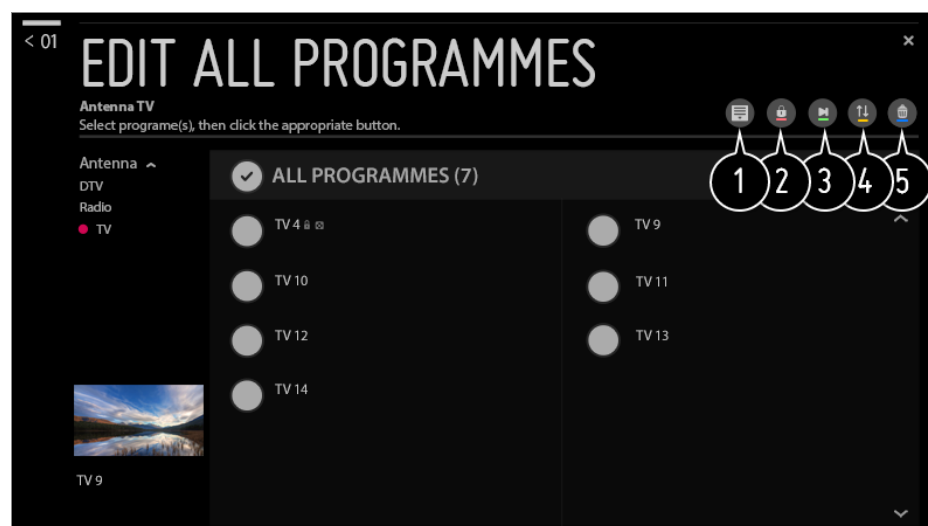 < 01
EDIT ALL PROGRAMMES
×
Antenna TV
Select programe(s), then click the appropriate button.
1 2 3 4 5
Antenna
DTV
Radio
TV
ALL PROGRAMMES (7)
TV 4
TV 9
TV 10
TV 11
TV 12
TV 13
TV 14
TV 9